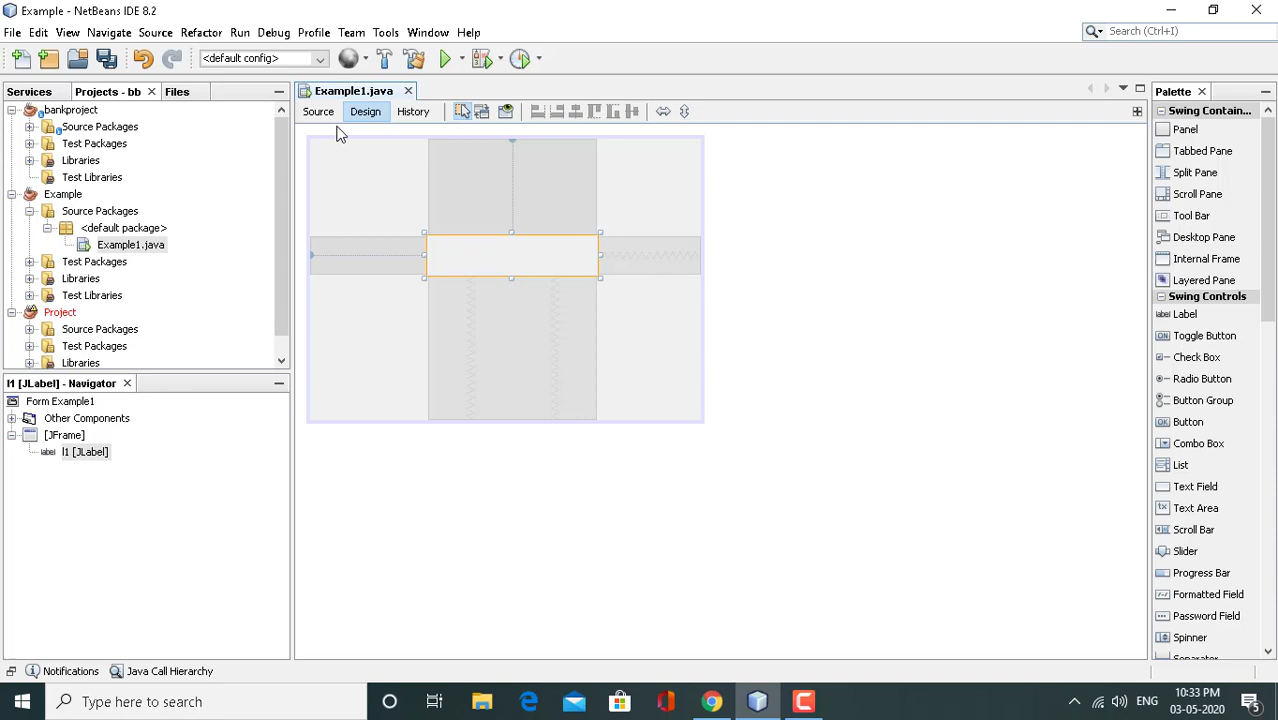 Example - NetBeans IDE 8.2
File Edit View Navigate Source Refactor Run Debug Profile Team Tools Window Help
Search (Ctrl+I)
<default config>
Services Projects - bb Files
Example1.java
Palette
Source Design History
bankproject
Source Packages
Test Packages
Libraries
Test Libraries
Example
Source Packages
<default package>
Example1.java
Test Packages
Libraries
Test Libraries
Project
Source Packages
Test Packages
Libraries
l1 [JLabel] - Navigator
Form Example1
Other Components
[JFrame]
label l1 [JLabel]
Swing Contain...
Panel
Tabbed Pane
Split Pane
Scroll Pane
Tool Bar
Desktop Pane
Internal Frame
Layered Pane
Swing Controls
label Label
Toggle Button
Check Box
Radio Button
Button Group
Button
Combo Box
List
Text Field
Text Area
Scroll Bar
Slider
Progress Bar
Formatted Field
Password Field
Spinner
Separator
Notifications Java Call Hierarchy
Type here to search
ENG
10:33 PM
03-05-2020
5